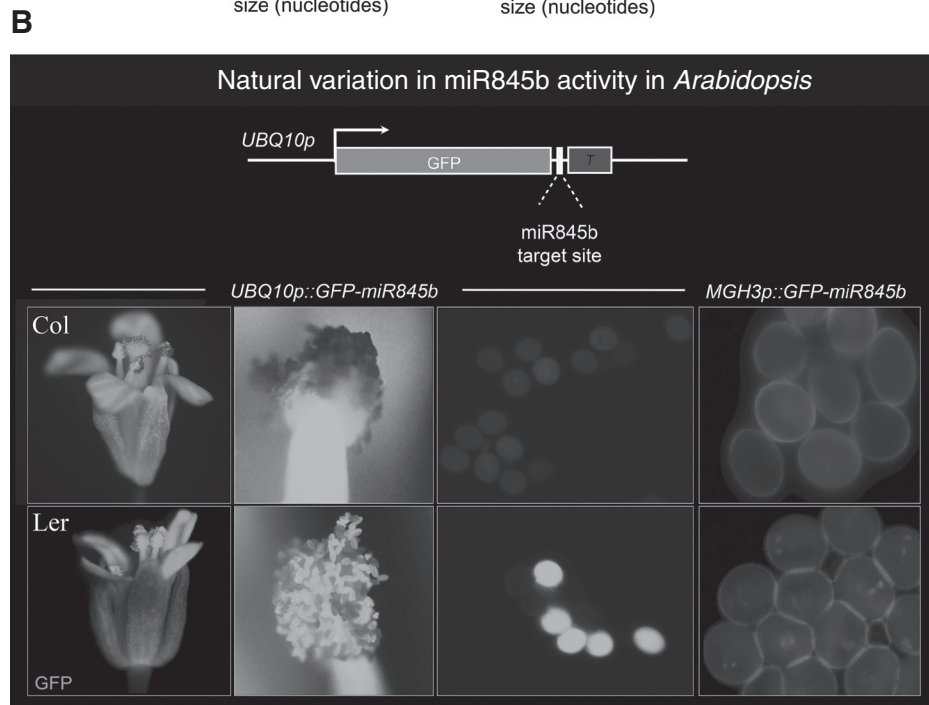 size (nucleotides) size (nucleotides)
B
Natural variation in miR845b activity in Arabidopsis
UBQ10p
GFP
T
miR845b
target site
UBQ10p::GFP-miR845b MGH3p::GFP-miR845b
Col
Ler
GFP